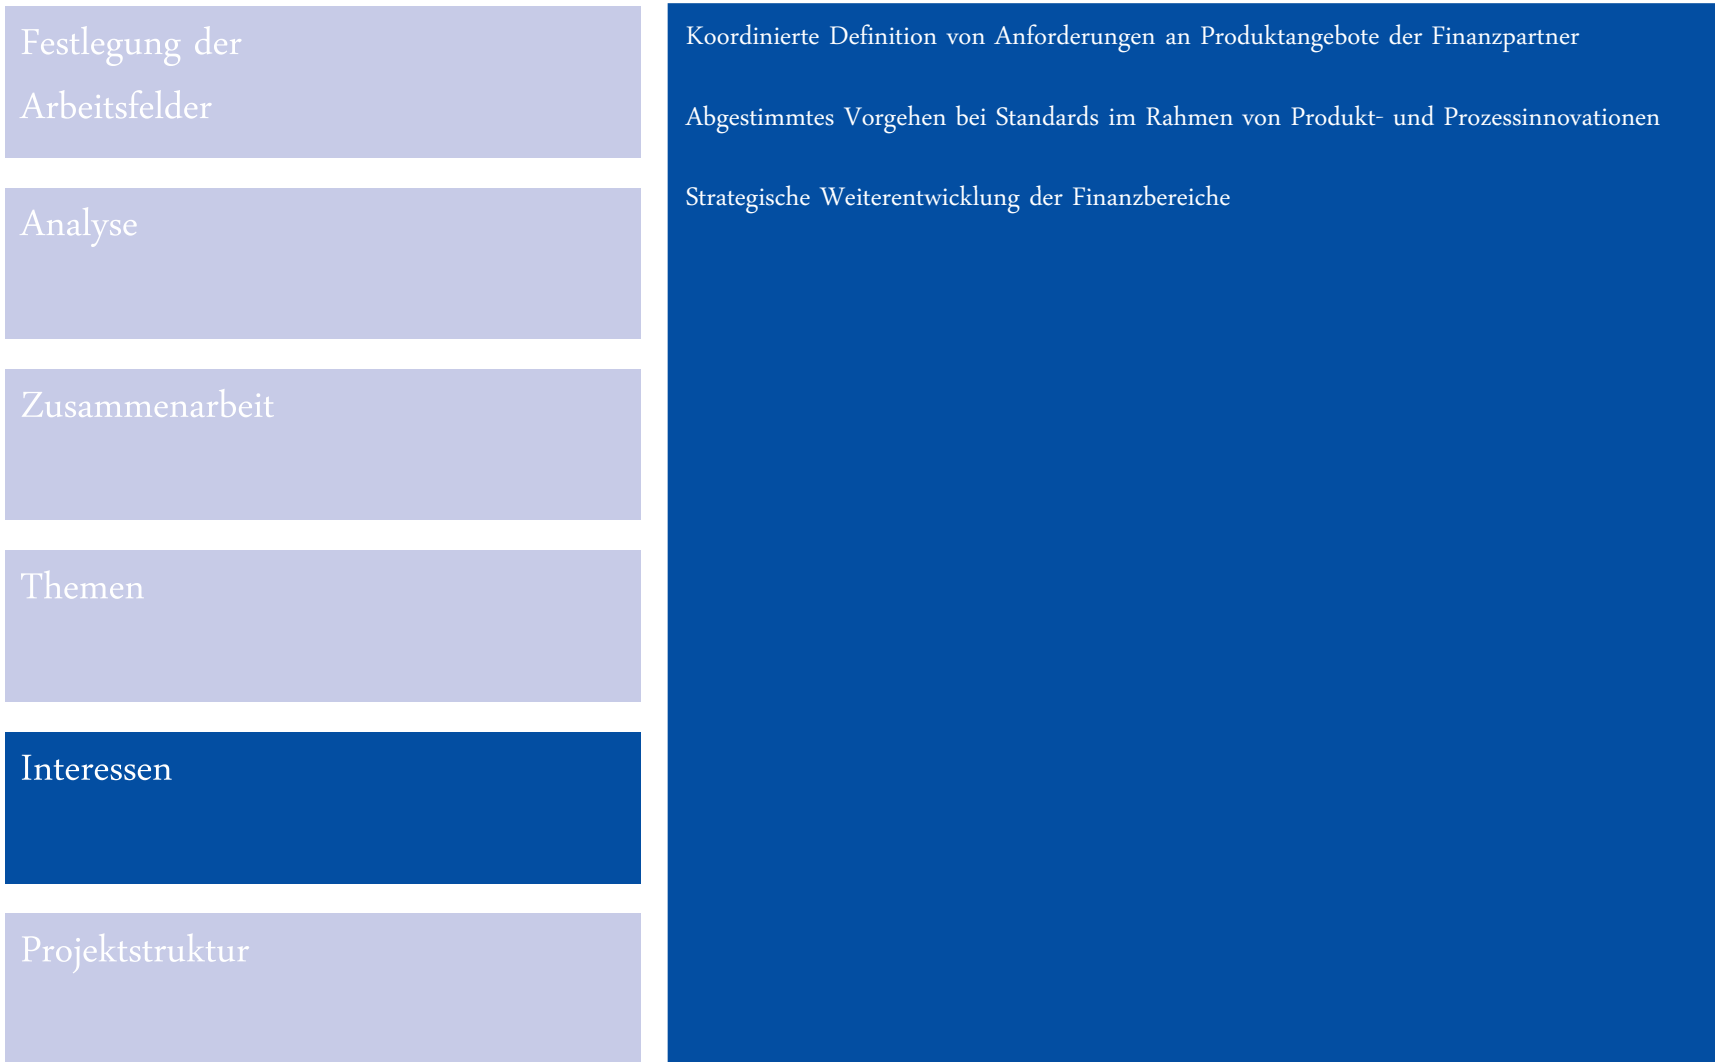 Festlegung der
Arbeitsfelder
Analyse
Zusammenarbeit
Themen
Interessen
Projektstruktur
Koordinierte Definition von Anforderungen an Produktangebote der Finanzpartner
Abgestimmtes Vorgehen bei Standards im Rahmen von Produkt- und Prozessinnovationen
Strategische Weiterentwicklung der Finanzbereiche